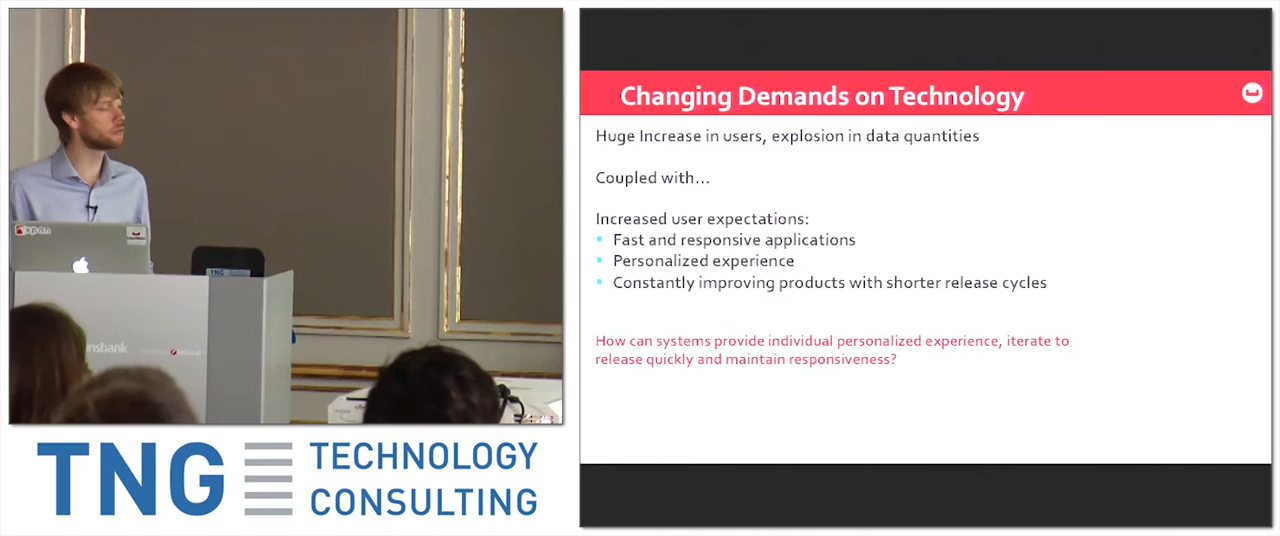 Changing Demands on Technology
Huge Increase in users, explosion in data quantities
Coupled with...
Increased user expectations:
Fast and responsive applications
Personalized experience
Constantly improving products with shorter release cycles
How can systems provide individual personalized experience, iterate to
release quickly and maintain responsiveness?
TNG
nsbank
TNG
TECHNOLOGY
CONSULTING